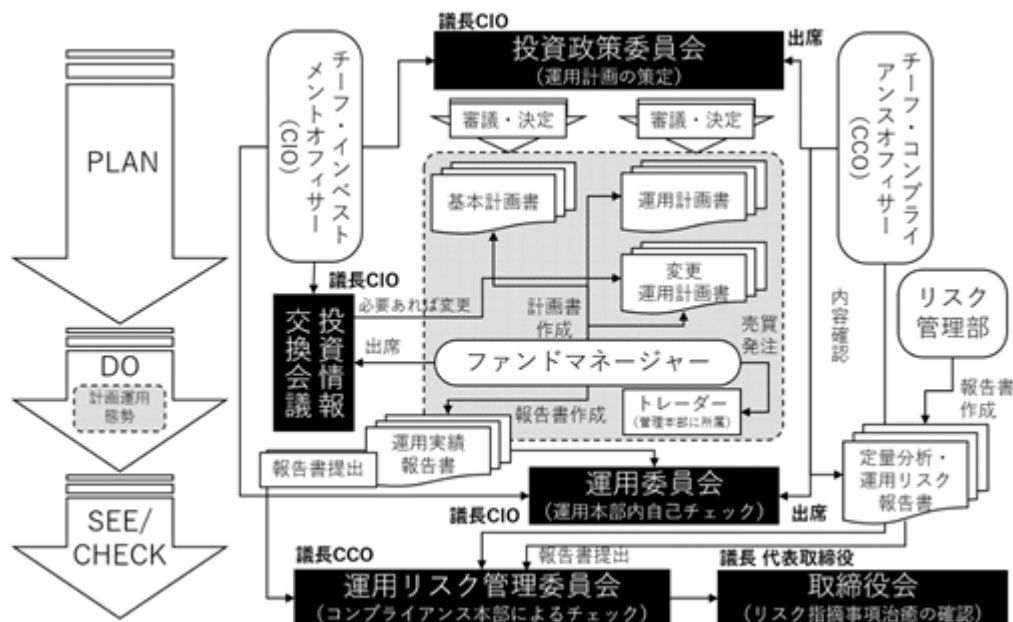 議長CIO
投資政策委員会
(運用計画の策定)
出席
チーフ・インベスト
メントオフィサー
(CIO)
チーフ・コンプライ
アンスオフィサー
(CCO)
PLAN
審議・決定
審議・決定
基本計画書
運用計画書
変更
運用計画書
議長CIO
必要あれば変更
計画書
作成
投資情報
交換会議
出席
ファンドマネージャー
売買
発注
内容確認
リスク
管理部
DO
計画運用
態勢
報告書作成
トレーダー
(管理本部に所属)
報告書
作成
運用実績
報告書
報告書提出
定量分析・
運用リスク
報告書
運用委員会
(運用本部内自己チェック)
議長CIO
出席
SEE/
CHECK
議長CCO
報告書提出
議長 代表取締役
運用リスク管理委員会
(コンプライアンス本部によるチェック)
取締役会
(リスク指摘事項治癒の確認)